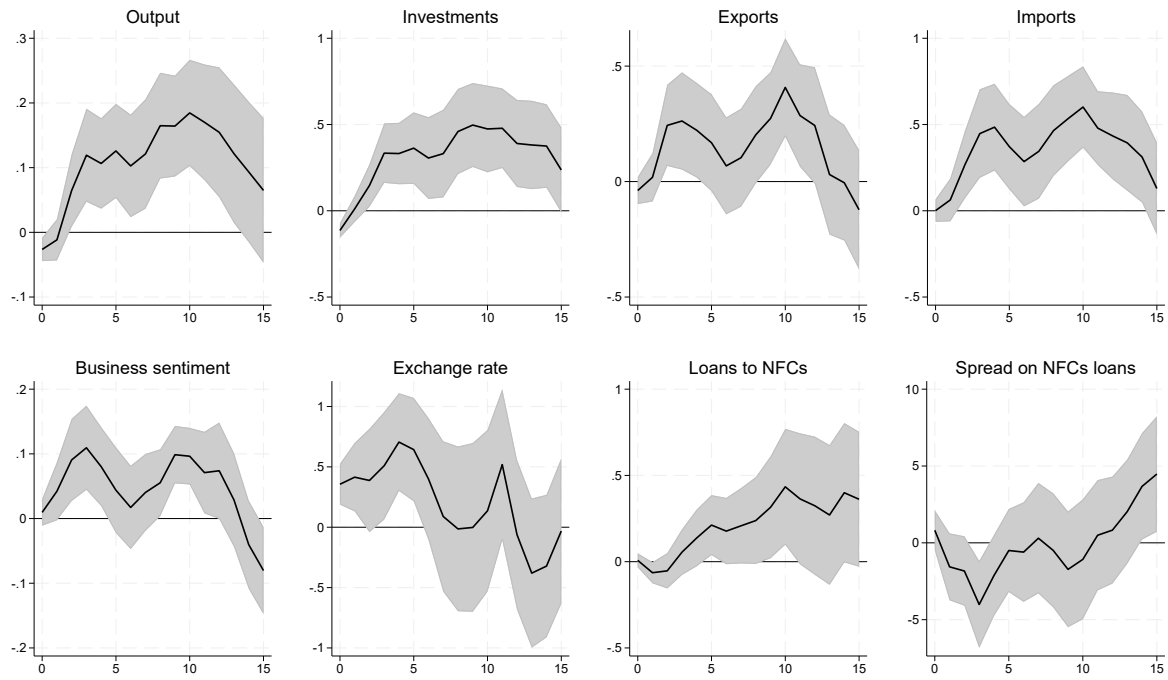 Output
.3
.2
.1
0
-.1
0 5 10 15
Investments
1
.5
0
-.5
0 5 10 15
Exports
.5
0
-.5
0 5 10 15
Imports
1
.5
0
-.5
0 5 10 15
Business sentiment
.2
.1
0
-.1
-.2
0 5 10 15
Exchange rate
1
.5
0
-.5
-1
0 5 10 15
Loans to NFCs
1
.5
0
-.5
0 5 10 15
Spread on NFCs loans
10
5
0
-5
0 5 10 15